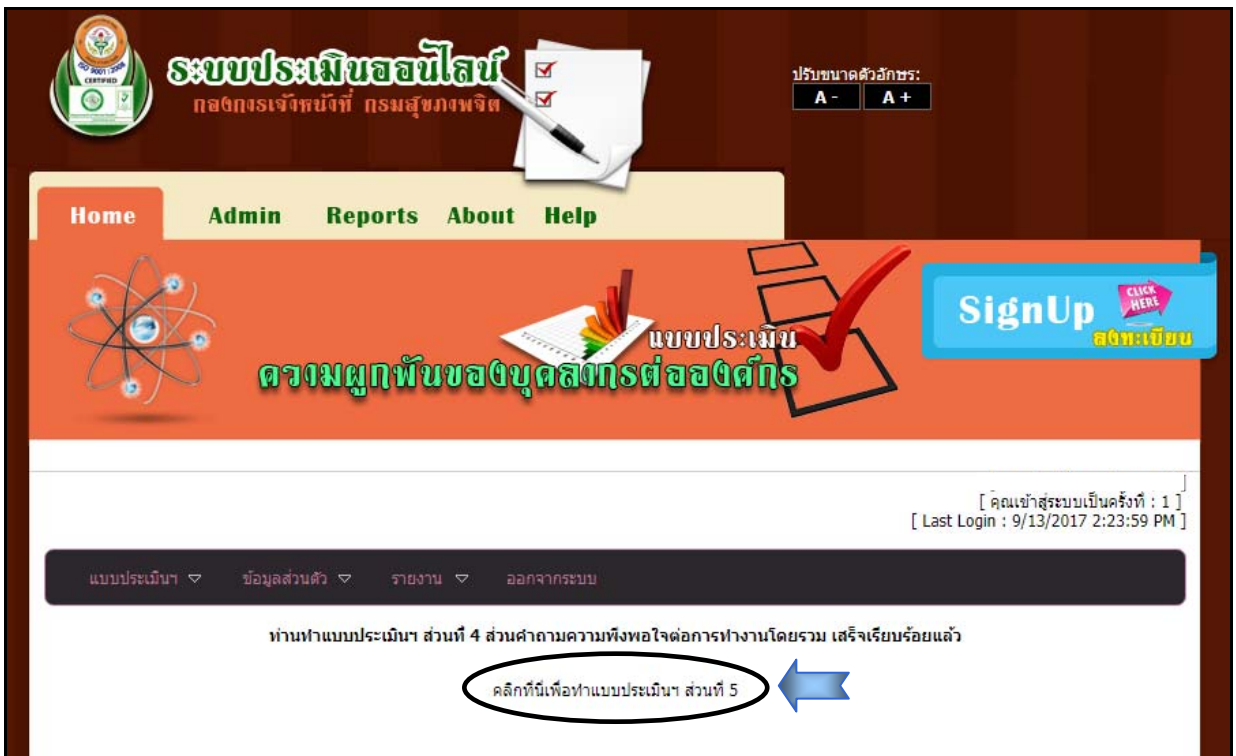 ISO 9001 : 2008
CERTIFIED
ระบบประเมินออนไลน์
กองการเจ้าหน้าที่ กรมสุขภาพจิต
ปรับขนาดตัวอักษร:
A - A +
Home Admin Reports About Help
SignUp CLICK HERE
ลงทะเบียน
แบบประเมิน
ความผูกพันของบุคลากรต่อองค์กร
[ คุณเข้าสู่ระบบเป็นครั้งที่ : 1 ]
[ Last Login : 9/13/2017 2:23:59 PM ]
แบบประเมินฯ ข้อมูลส่วนตัว รายงาน ออกจากระบบ
ท่านทำแบบประเมินฯ ส่วนที่ 4 ส่วนคำถามความพึงพอใจต่อการทำงานโดยรวม เสร็จเรียบร้อยแล้ว
คลิกที่นี่เพื่อทำแบบประเมินฯ ส่วนที่ 5